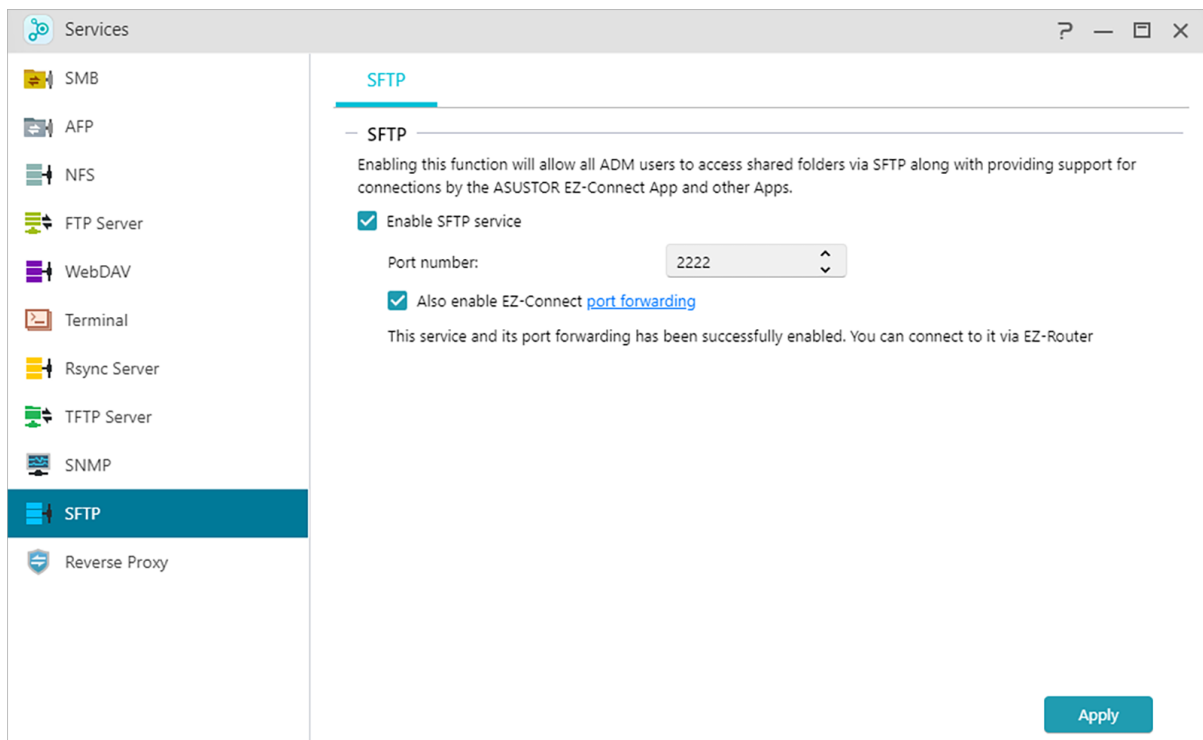 Services
SMB
AFP
NFS
FTP Server
WebDAV
Terminal
Rsync Server
TFTP Server
SNMP
SFTP
Reverse Proxy
SFTP
SFTP
Enabling this function will allow all ADM users to access shared folders via SFTP along with providing support for
connections by the ASUSTOR EZ-Connect App and other Apps.
Enable SFTP service
Port number: 2222
Also enable EZ-Connect port forwarding
This service and its port forwarding has been successfully enabled. You can connect to it via EZ-Router
Apply